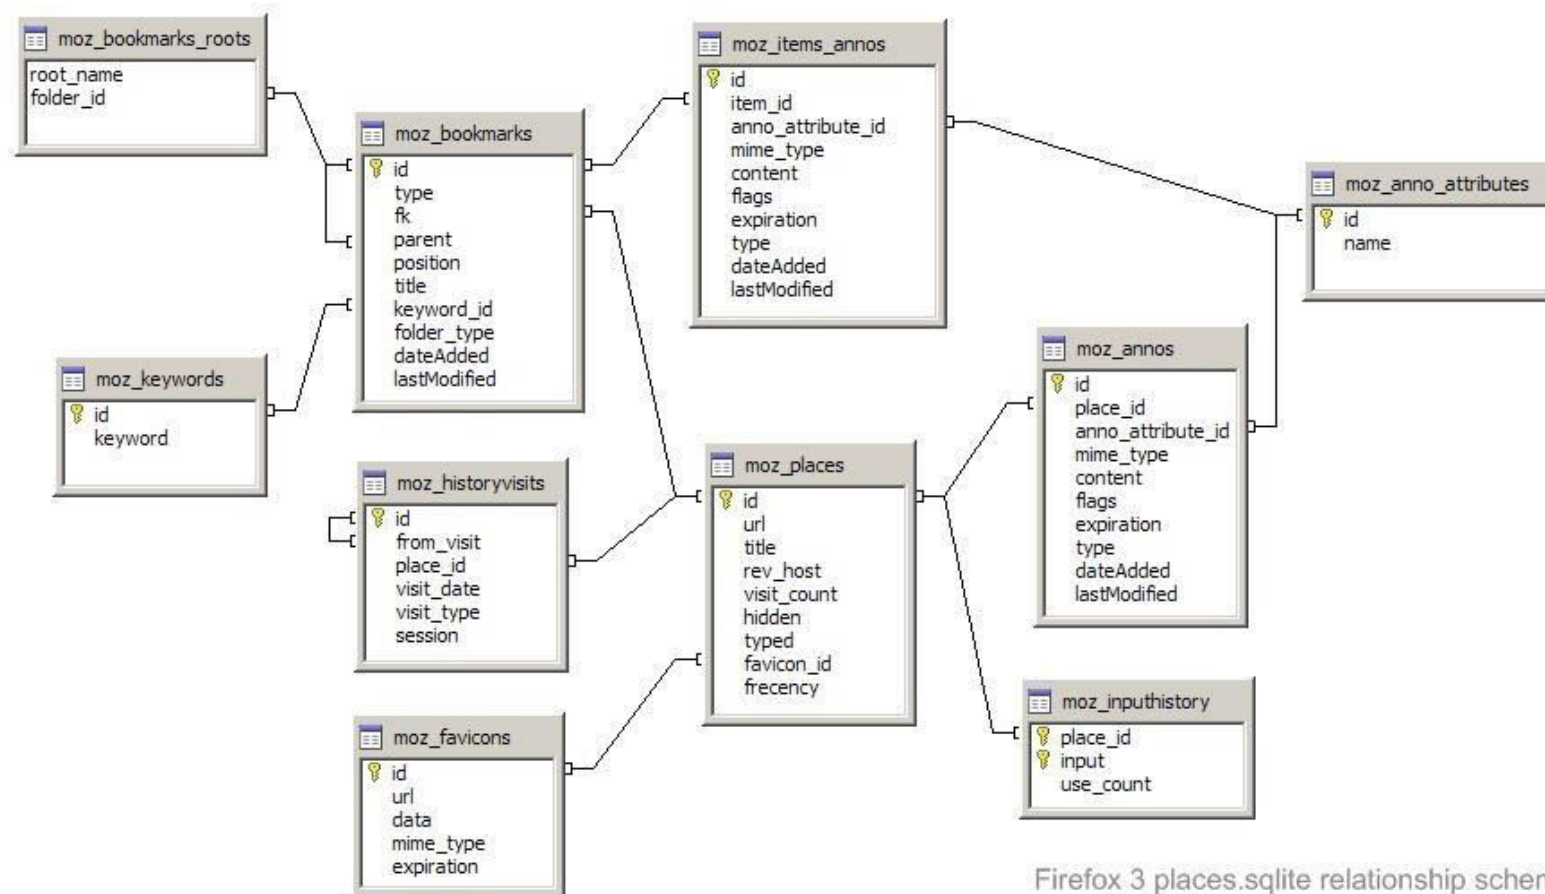 moz_bookmarks_roots
root_name
folder_id
moz_bookmarks
id
type
fk
parent
position
title
keyword_id
folder_type
dateAdded
lastModified
moz_items_annos
id
item_id
anno_attribute_id
mime_type
content
flags
expiration
type
dateAdded
lastModified
moz_anno_attributes
id
name
moz_keywords
id
keyword
moz_historyvisits
id
from_visit
place_id
visit_date
visit_type
session
moz_places
id
url
title
rev_host
visit_count
hidden
typed
favicon_id
frecency
moz_annos
id
place_id
anno_attribute_id
mime_type
content
flags
expiration
type
dateAdded
lastModified
moz_favicons
id
url
data
mime_type
expiration
moz_inputhistory
place_id
input
use_count
Firefox 3 places.sqlite relationship